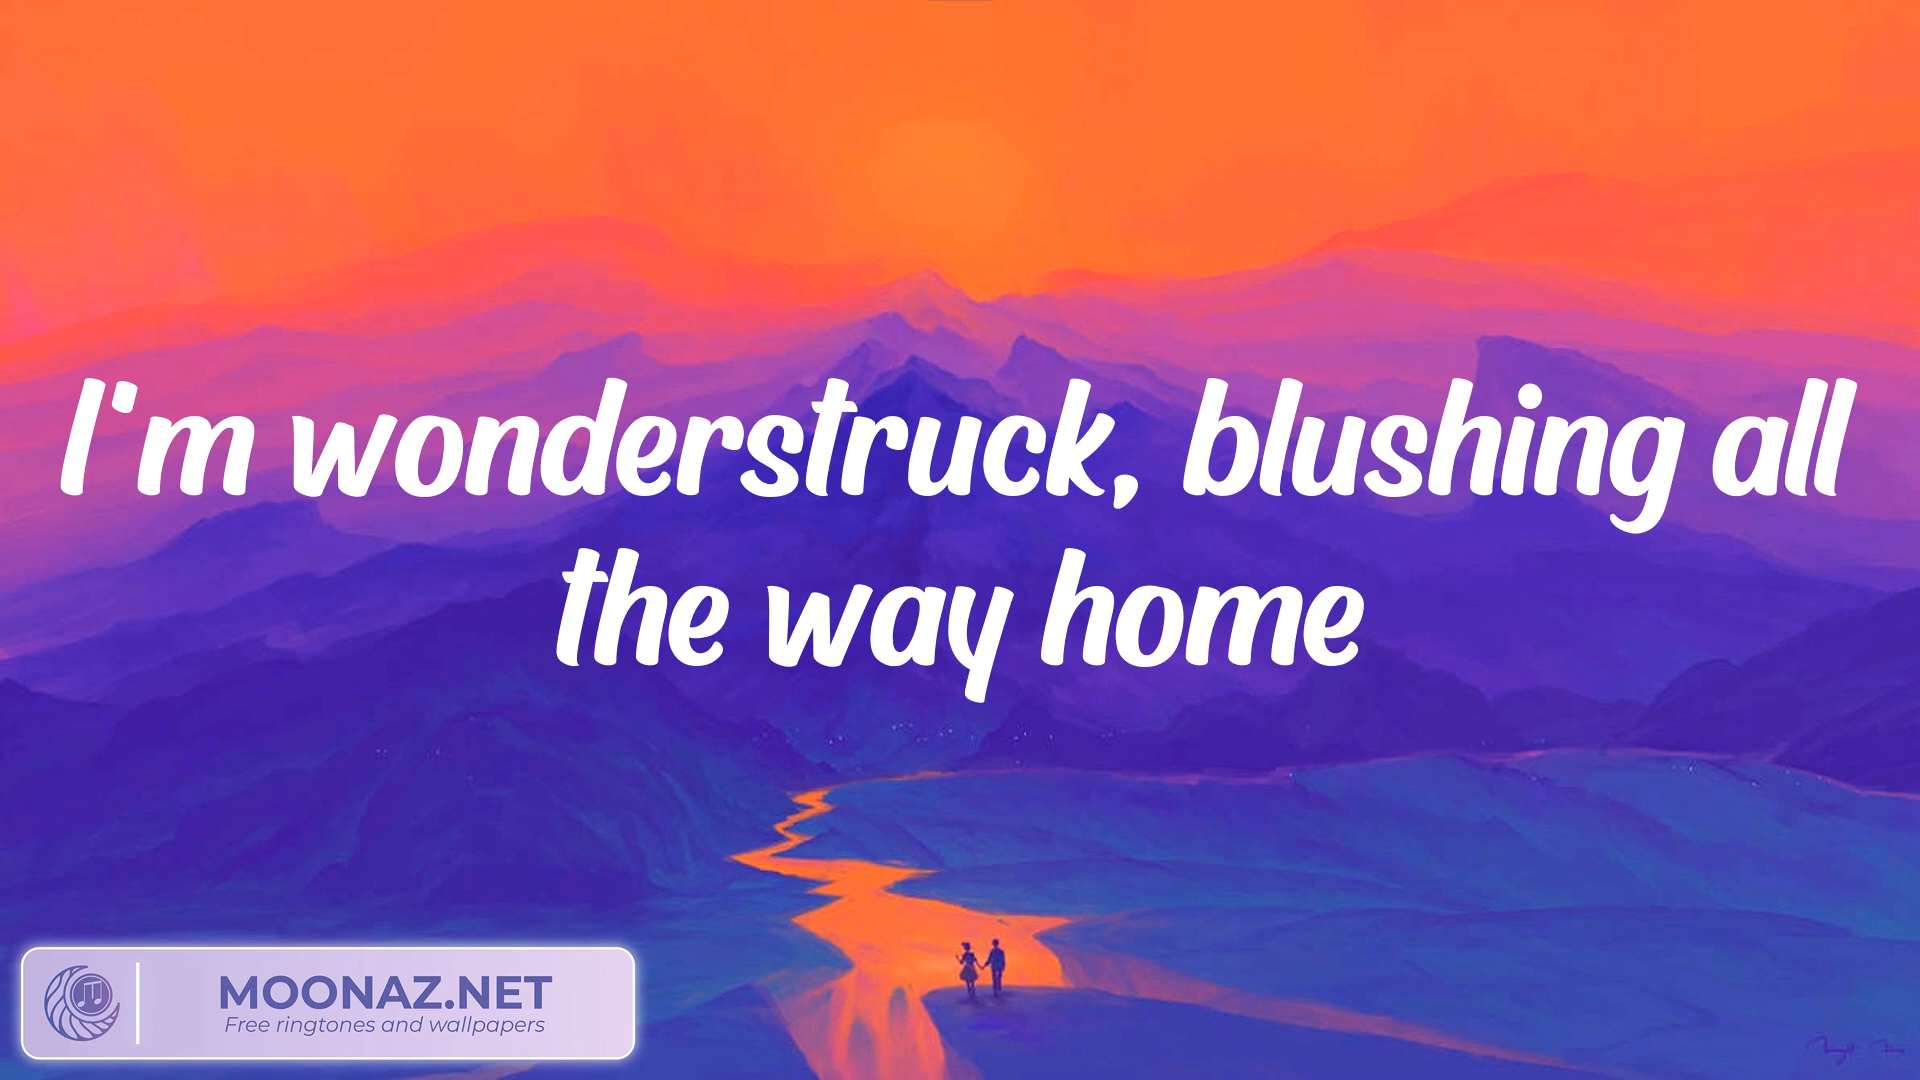 I'm wonderstruck, blushing all
the way home
MOONAZ.NET
Free ringtones and wallpapers